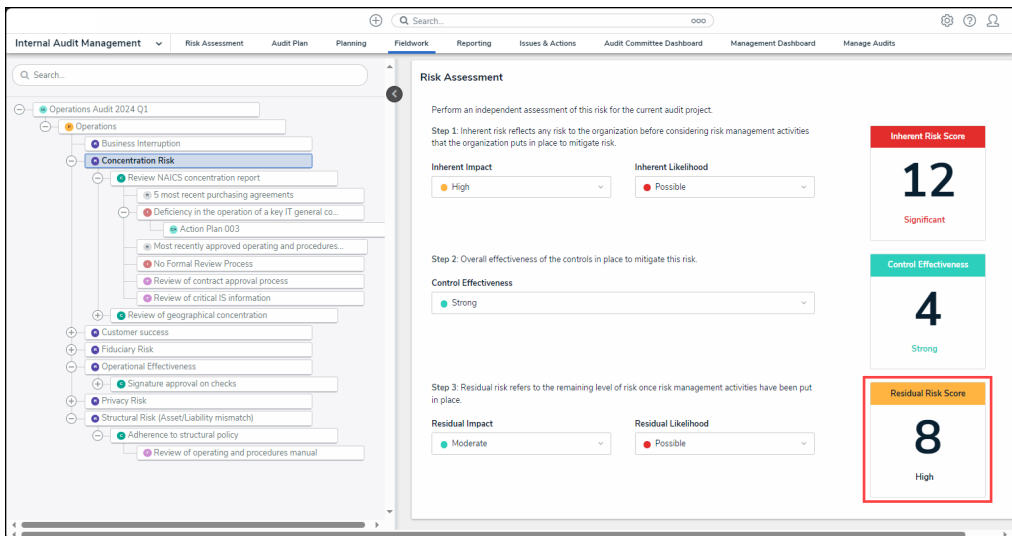 Search...
ooo
Internal Audit Management
Risk Assessment
Audit Plan
Planning
Fieldwork
Reporting
Issues & Actions
Audit Committee Dashboard
Management Dashboard
Manage Audits
Search...
Operations Audit 2024 Q1
Operations
Business Interruption
Concentration Risk
Review NAICS concentration report
5 most recent purchasing agreements
Deficiency in the operation of a key IT general co...
Action Plan 003
Most recently approved operating and procedures...
No Formal Review Process
Review of contract approval process
Review of critical IS information
Review of geographical concentration
Customer success
Fiduciary Risk
Operational Effectiveness
Signature approval on checks
Privacy Risk
Structural Risk (Asset/Liability mismatch)
Adherence to structural policy
Review of operating and procedures manual
Risk Assessment
Perform an independent assessment of this risk for the current audit project.
Step 1: Inherent risk reflects any risk to the organization before considering risk management activities
that the organization puts in place to mitigate risk.
Inherent Impact
Inherent Likelihood
High
Possible
Inherent Risk Score
12
Significant
Step 2: Overall effectiveness of the controls in place to mitigate this risk.
Control Effectiveness
Strong
Control Effectiveness
4
Strong
Step 3: Residual risk refers to the remaining level of risk once risk management activities have been put
in place.
Residual Impact
Residual Likelihood
Moderate
Possible
Residual Risk Score
8
High